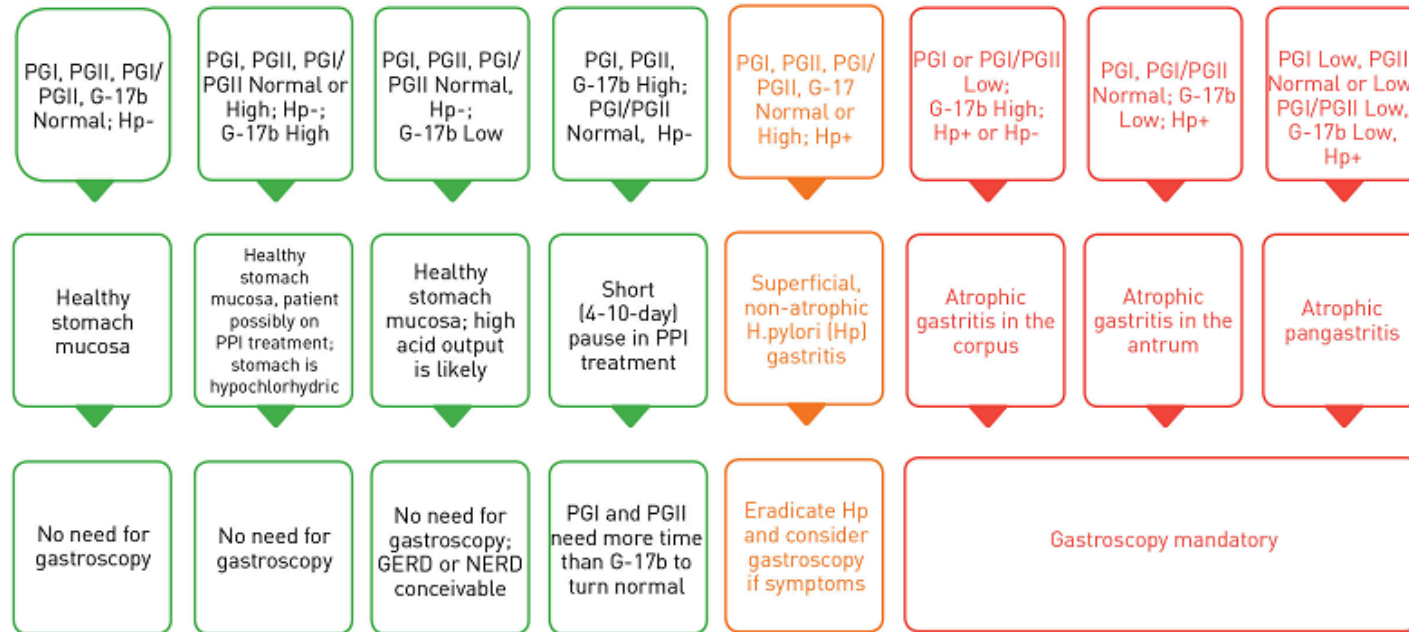 PGI, PGII, PGI/
PGII, G-17b
Normal; Hp-
PGI, PGII, PGI/
PGII Normal or
High; Hp-;
G-17b High
PGI, PGII, PGI/
PGII Normal,
Hp-;
G-17b Low
PGI, PGII,
G-17b High;
PGI/PGII
Normal, Hp-
PGI, PGII, PGI/
PGII, G-17
Normal or
High; Hp+
PGI or PGI/PGII
Low;
G-17b High;
Hp+ or Hp-
PGI, PGI/PGII
Normal; G-17b
Low; Hp+
PGI Low, PGII
Normal or Low
PGI/PGII Low,
G-17b Low,
Hp+
Healthy
stomach
mucosa
Healthy
stomach
mucosa, patient
possibly on
PPI treatment;
stomach is
hypochlorhydric
Healthy
stomach
mucosa; high
acid output
is likely
Short
(4-10-day)
pause in PPI
treatment
Superficial,
non-atrophic
H.pylori (Hp)
gastritis
Atrophic
gastritis in the
corpus
Atrophic
gastritis in the
antrum
Atrophic
pangastritis
No need for
gastroscopy
No need for
gastroscopy
No need for
gastroscopy;
GERD or NERD
conceivable
PGI and PGII
need more time
than G-17b to
turn normal
Eradicate Hp
and consider
gastroscopy
if symptoms
Gastroscopy mandatory